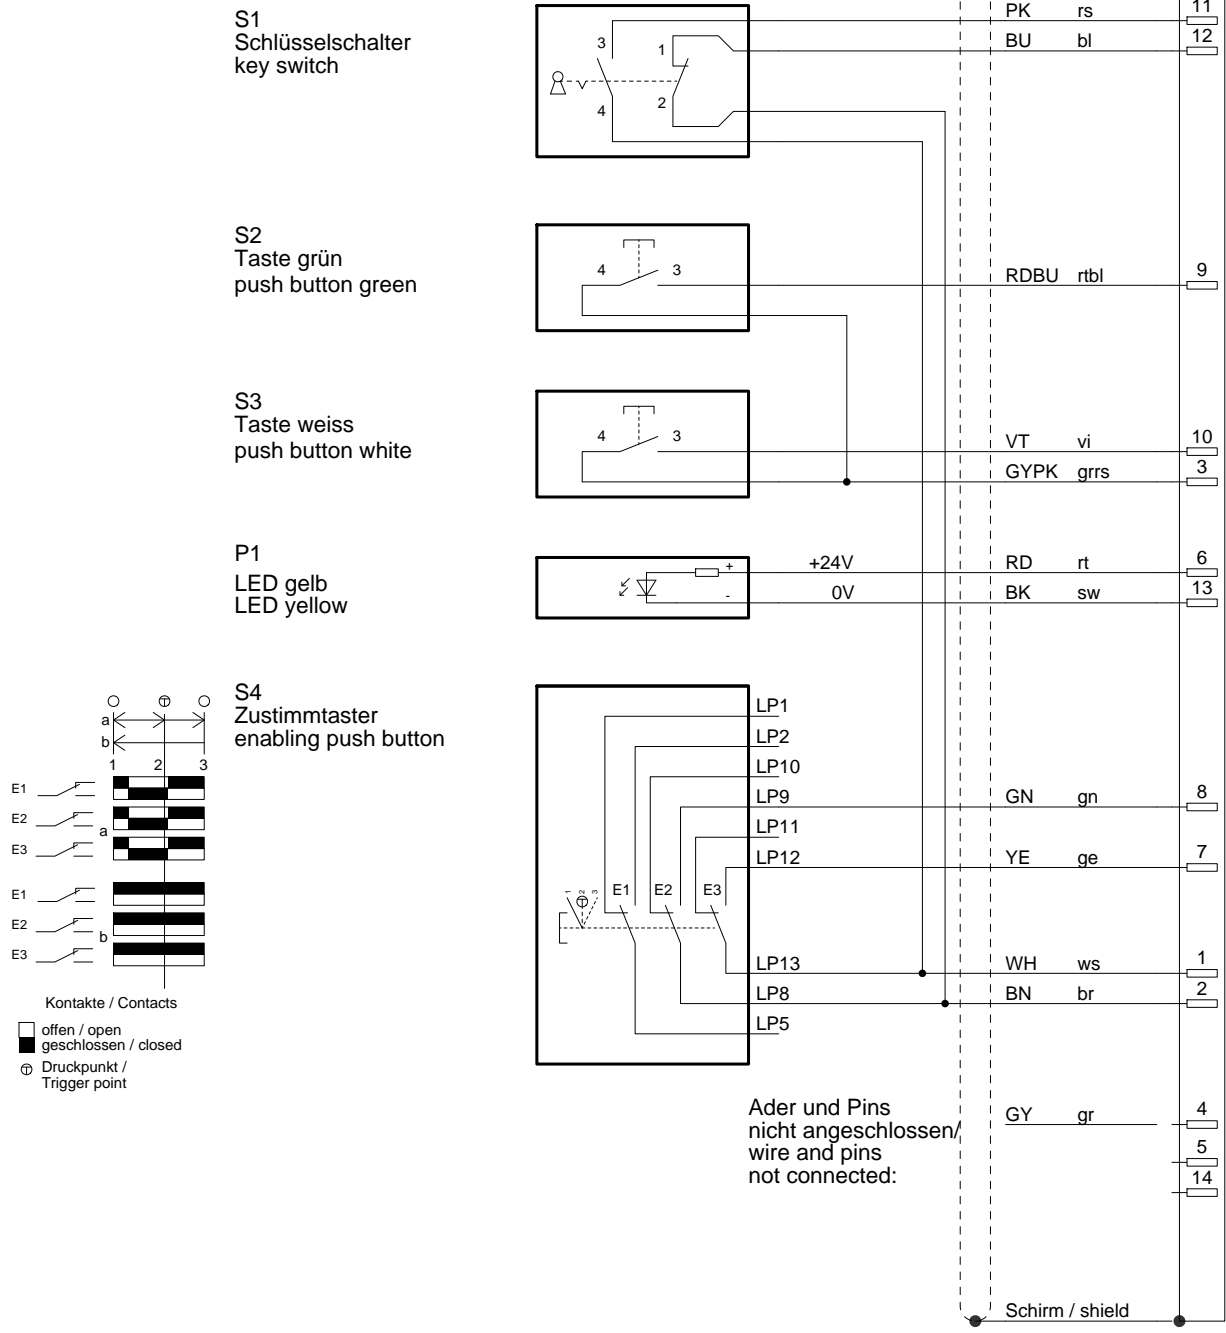 S1
Schlüsselschalter
key switch
3
1
4
2
PK rs 11
BU bl 12
S2
Taste grün
push button green
4 3
RDBU rtbl 9
S3
Taste weiss
push button white
4 3
VT vi 10
GYPK grrs 3
P1
LED gelb
LED yellow
+
-
+24V RD rt 6
0V BK sw 13
S4
Zustimmtaster
enabling push button
T
a
b
1 2 3
E1
E2
a
E3
E1
E2
b
E3
Kontakte / Contacts
offen / open
geschlossen / closed
T Druckpunkt /
Trigger point
LP1
LP2
LP10
LP9 GN gn 8
LP11
LP12 YE ge 7
1 2 3
T
E1 E2 E3
LP13 WH ws 1
LP8 BN br 2
LP5
Ader und Pins
nicht angeschlossen/
wire and pins
not connected:
GY gr 4
5
14
Schirm / shield